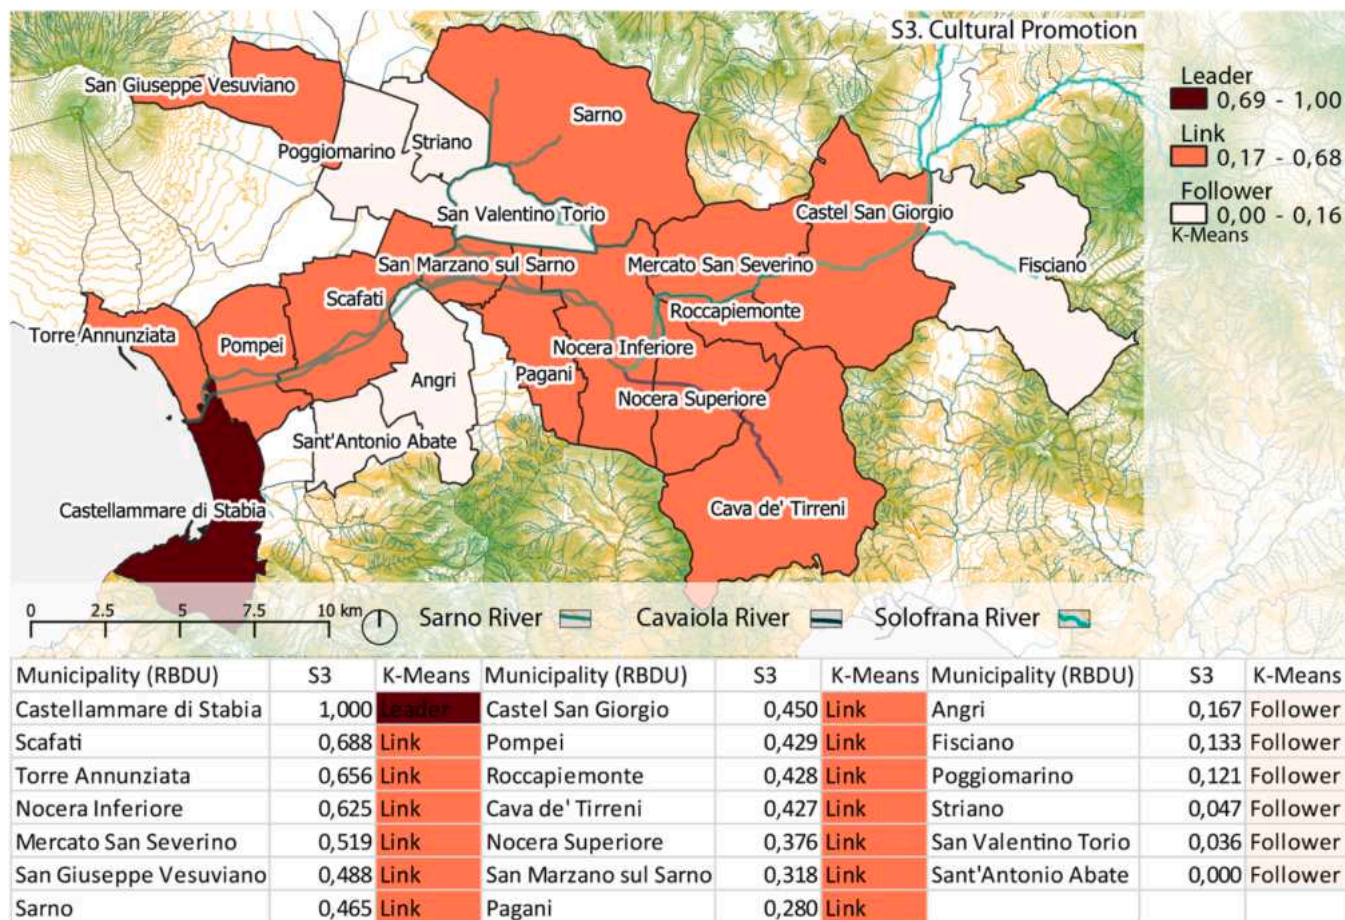 S3. Cultural Promotion
Leader
0,69 - 1,00
Link
0,17 - 0,68
Follower
0,00 - 0,16
K-Means
San Giuseppe Vesuviano
Sarno
Striano
Poggiomarino
San Valentino Torio
Castel San Giorgio
San Marzano sul Sarno
Mercato San Severino
Fisciano
Scafati
Roccapiemonte
Torre Annunziata
Pompei
Nocera Inferiore
Angri
Pagani
Nocera Superiore
Sant'Antonio Abate
Castellammare di Stabia
Cava de' Tirreni
0 2.5 5 7.5 10 km
Sarno River Cavaiola River Solofrana River
Municipality (RBDU) S3 K-Means Municipality (RBDU) S3 K-Means Municipality (RBDU) S3 K-Means
Castellammare di Stabia 1,000 Leader Castel San Giorgio 0,450 Link Angri 0,167 Follower
Scafati 0,688 Link Pompei 0,429 Link Fisciano 0,133 Follower
Torre Annunziata 0,656 Link Roccapiemonte 0,428 Link Poggiomarino 0,121 Follower
Nocera Inferiore 0,625 Link Cava de' Tirreni 0,427 Link Striano 0,047 Follower
Mercato San Severino 0,519 Link Nocera Superiore 0,376 Link San Valentino Torio 0,036 Follower
San Giuseppe Vesuviano 0,488 Link San Marzano sul Sarno 0,318 Link Sant'Antonio Abate 0,000 Follower
Sarno 0,465 Link Pagani 0,280 Link